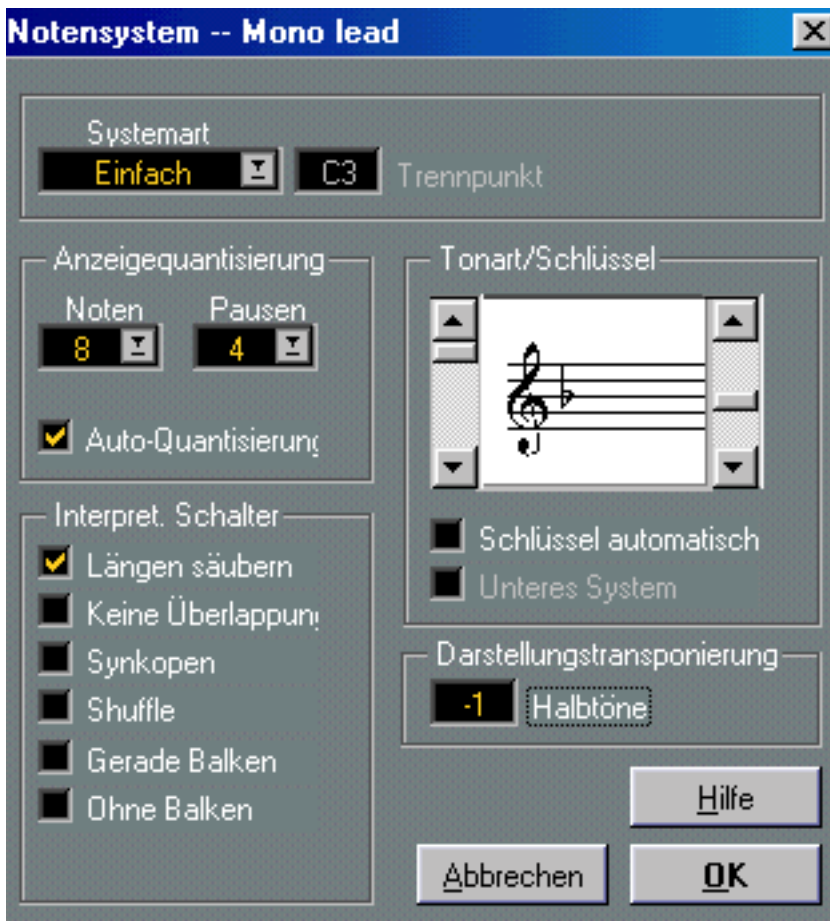 Notensystem -- Mono lead
Systemart
Einfach C3 Trennpunkt
Anzeigequantisierung
Noten Pausen
8 4
Auto-Quantisierung
Interpret. Schalter
Längen säubern
Keine Überlappung
Synkopen
Shuffle
Gerade Balken
Ohne Balken
Tonart/Schlüssel
Schlüssel automatisch
Unteres System
Darstellungstransponierung
-1 Halbtöne
Hilfe
Abbrechen OK